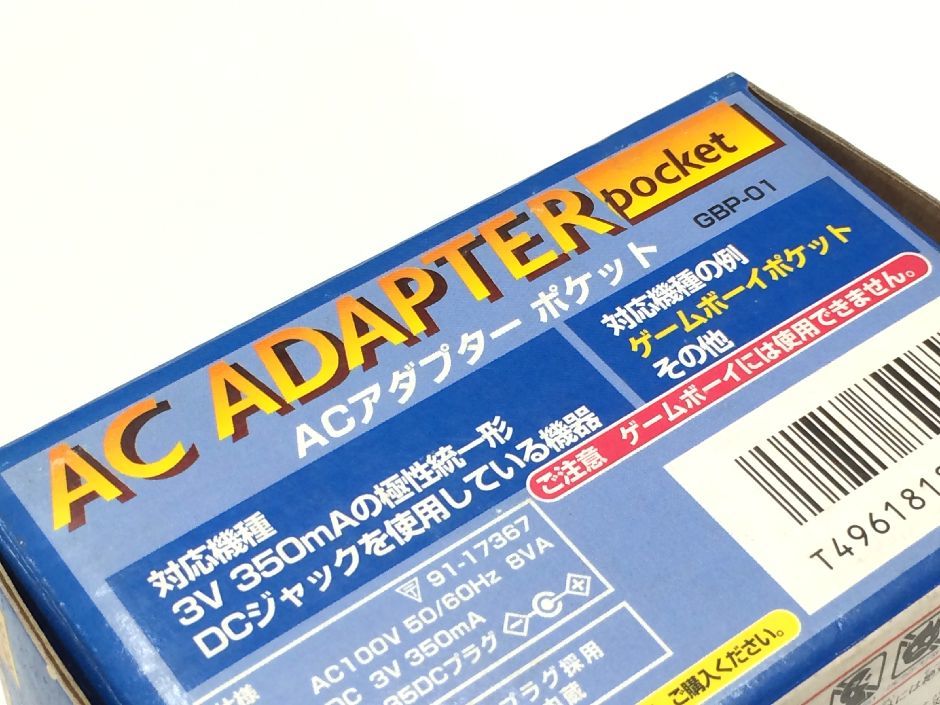 AC ADAPTER pocket
GBP-01
ACアダプター ポケット
対応機種
3V 350mAの極性統一形
DCジャックを使用している機器
対応機種の例
ゲームボーイポケット
その他
ご注意 ゲームボーイには使用できません。
91-17367
AC100V 50/60Hz 8VA
DC 3V 350mA
DCプラグ
プラグ採用
内蔵
T496181
ご購入ください。